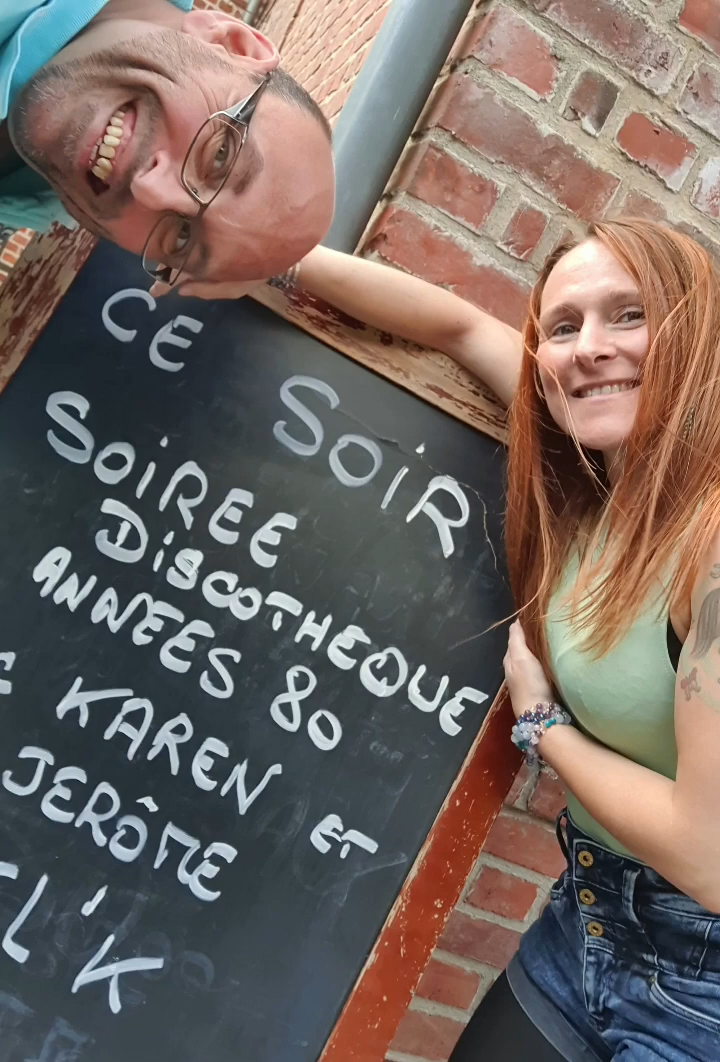 CE SOIR
SOiREE
DiSCOTHEQUE
ANNEES 80
KAREN ET
JERÔME
L'K